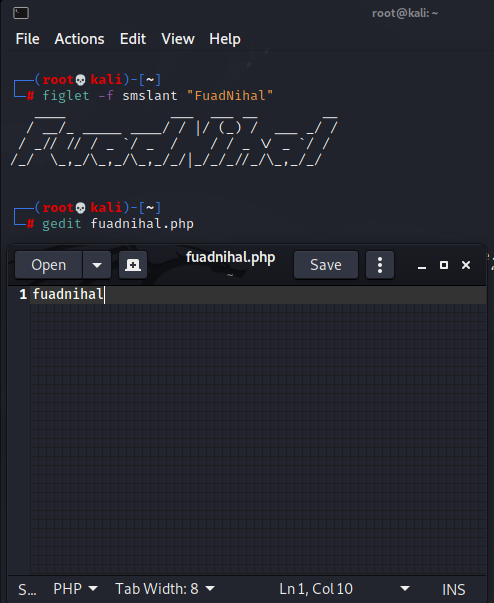 root@kali: ~
File Actions Edit View Help
┌──(root💀kali)-[~]
└─# figlet -f smslant "FuadNihal"
FuadNihal
┌──(root💀kali)-[~]
└─# gedit fuadnihal.php
Open fuadnihal.php Save
~
1 fuadnihal
S... PHP Tab Width: 8 Ln 1, Col 10 INS